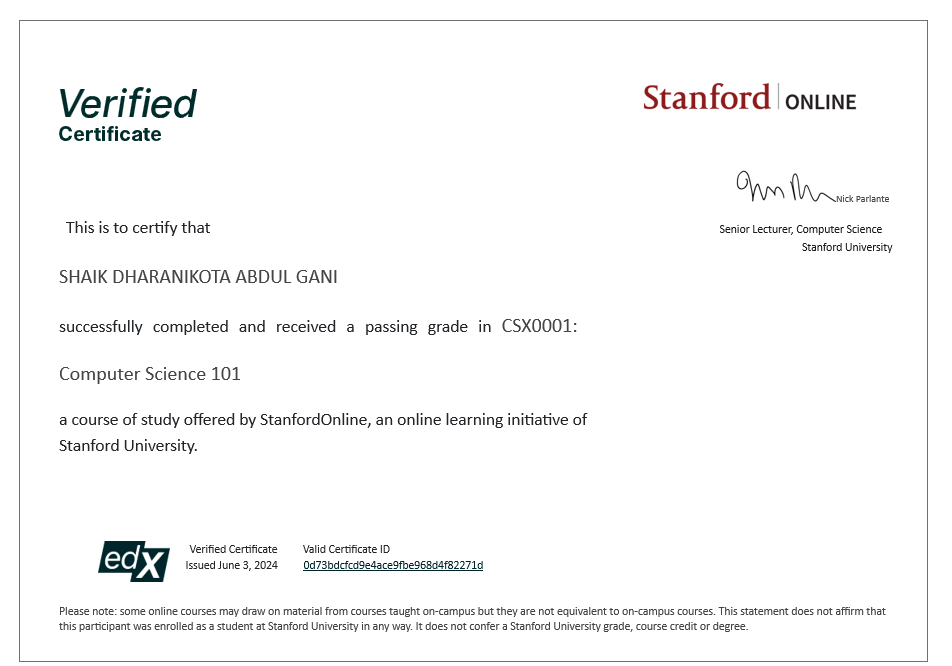 Verified
Certificate
Stanford ONLINE
Nick Parlante
Senior Lecturer, Computer Science
Stanford University
This is to certify that
SHAIK DHARANIKOTA ABDUL GANI
successfully completed and received a passing grade in CSX0001:
Computer Science 101
a course of study offered by StanfordOnline, an online learning initiative of
Stanford University.
edX
Verified Certificate
Issued June 3, 2024
Valid Certificate ID
0d73bdcfcd9e4ace9fbe968d4f82271d
Please note: some online courses may draw on material from courses taught on-campus but they are not equivalent to on-campus courses. This statement does not affirm that
this participant was enrolled as a student at Stanford University in any way. It does not confer a Stanford University grade, course credit or degree.